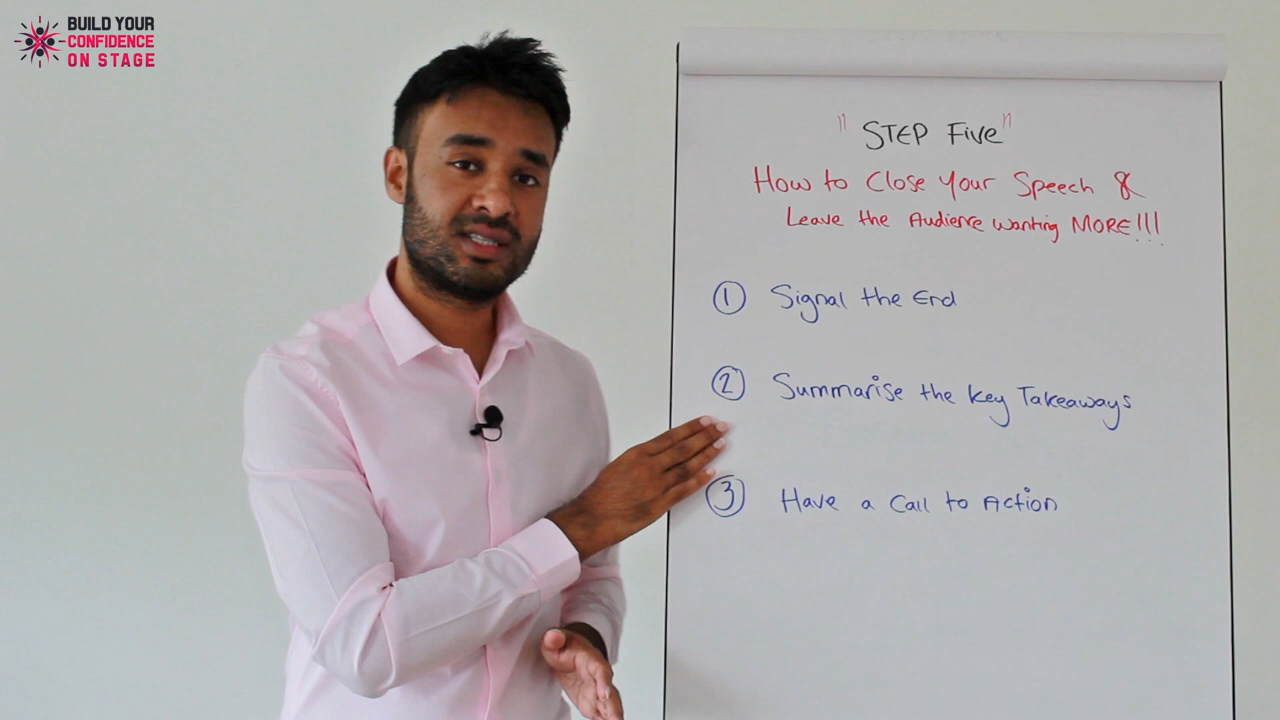 BUILD YOUR
CONFIDENCE
ON STAGE
"STEP Five"
How to Close Your Speech &
Leave the Audience wanting MORE!!!
1 Signal the End
2 Summarise the Key Takeaways
3 Have a Call to Action